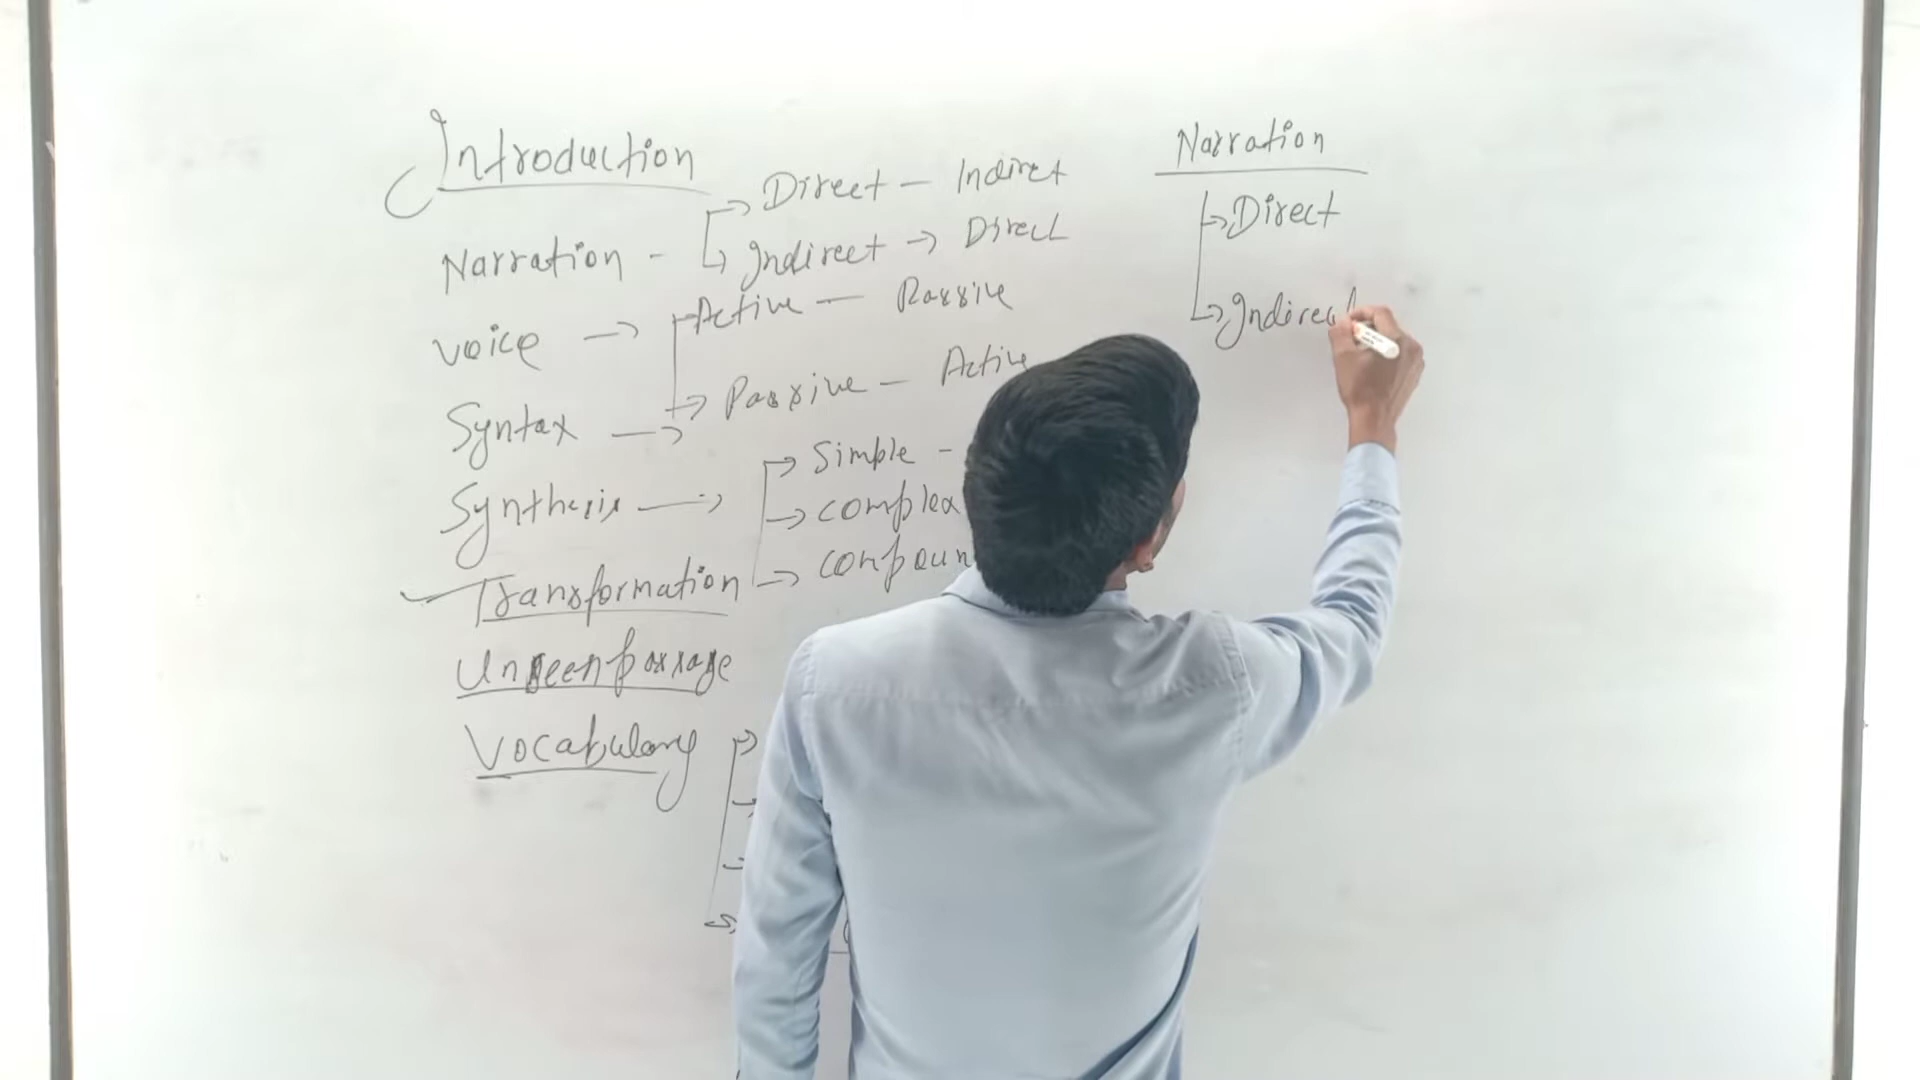 Introduction
Narration - Direct - Indirect
Indirect → Direct
Voice → Active - Passive
Passive - Active
Syntax →
Synthesis → Simple -
Complex
Transformation → Compoun
Unseen passage
Vocabulary
Narration
Direct
Indirect